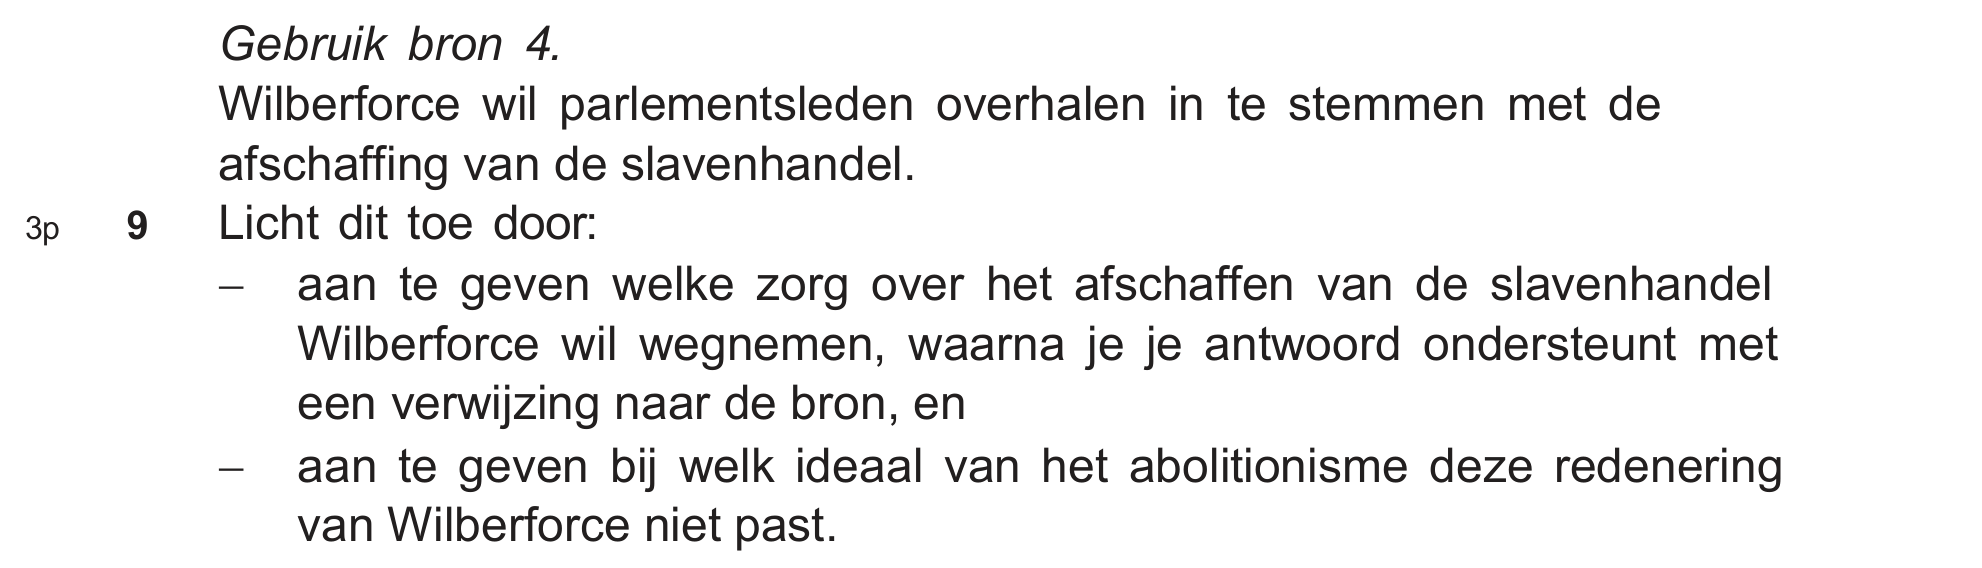 Gebruik bron 4.
Wilberforce wil parlementsleden overhalen in te stemmen met de
afschaffing van de slavenhandel.
3p 9 Licht dit toe door:
– aan te geven welke zorg over het afschaffen van de slavenhandel
Wilberforce wil wegnemen, waarna je je antwoord ondersteunt met
een verwijzing naar de bron, en
– aan te geven bij welk ideaal van het abolitionisme deze redenering
van Wilberforce niet past.